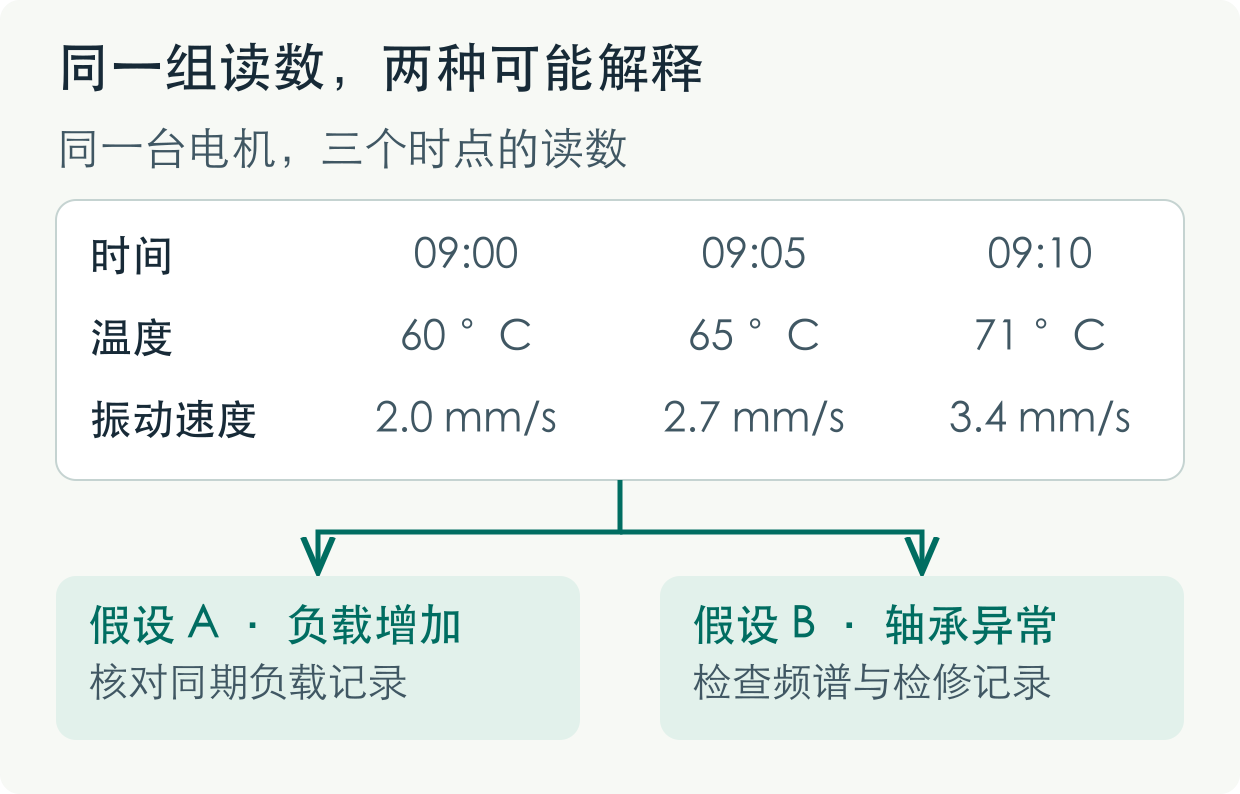 同一组读数，两种可能解释
同一台电机，三个时点的读数
时间 09:00 09:05 09:10
温度 60°C 65°C 71°C
振动速度 2.0 mm/s 2.7 mm/s 3.4 mm/s
假设 A · 负载增加
核对同期负载记录
假设 B · 轴承异常
检查频谱与检修记录